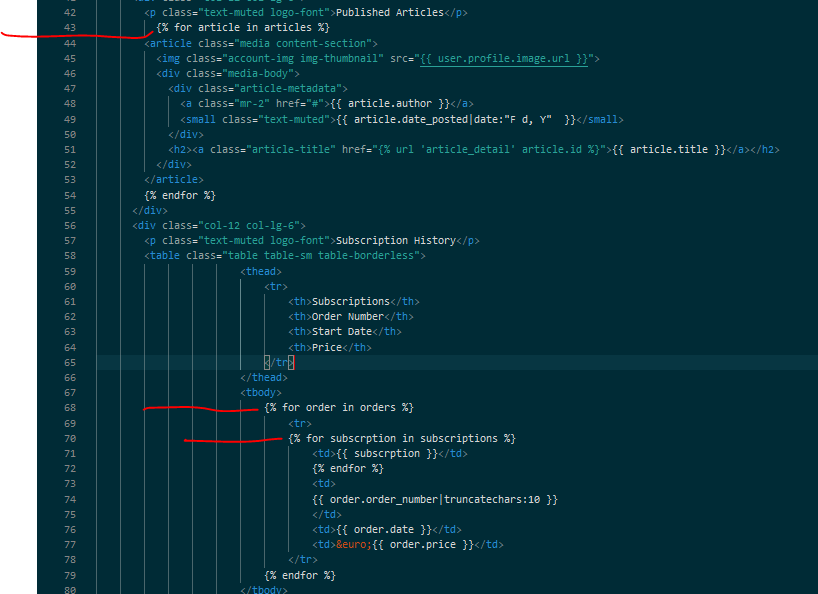 42 <p class="text-muted logo-font">Published Articles</p>
43 {% for article in articles %}
44 <article class="media content-section">
45 <img class="account-img img-thumbnail" src="{{ user.profile.image.url }}">
46 <div class="media-body">
47 <div class="article-metadata">
48 <a class="mr-2" href="#">{{ article.author }}</a>
49 <small class="text-muted">{{ article.date_posted|date:"F d, Y"  }}</small>
50 </div>
51 <h2><a class="article-title" href="{% url 'article_detail' article.id %}">{{ article.title }}</a></h2>
52 </div>
53 </article>
54 {% endfor %}
55 </div>
56 <div class="col-12 col-lg-6">
57 <p class="text-muted logo-font">Subscription History</p>
58 <table class="table table-sm table-borderless">
59 <thead>
60 <tr>
61 <th>Subscriptions</th>
62 <th>Order Number</th>
63 <th>Start Date</th>
64 <th>Price</th>
65 </tr>
66 </thead>
67 <tbody>
68 {% for order in orders %}
69 <tr>
70 {% for subscrption in subscriptions %}
71 <td>{{ subscrption }}</td>
72 {% endfor %}
73 <td>
74 {{ order.order_number|truncatechars:10 }}
75 </td>
76 <td>{{ order.date }}</td>
77 <td>&euro;{{ order.price }}</td>
78 </tr>
79 {% endfor %}
80 </tbody>